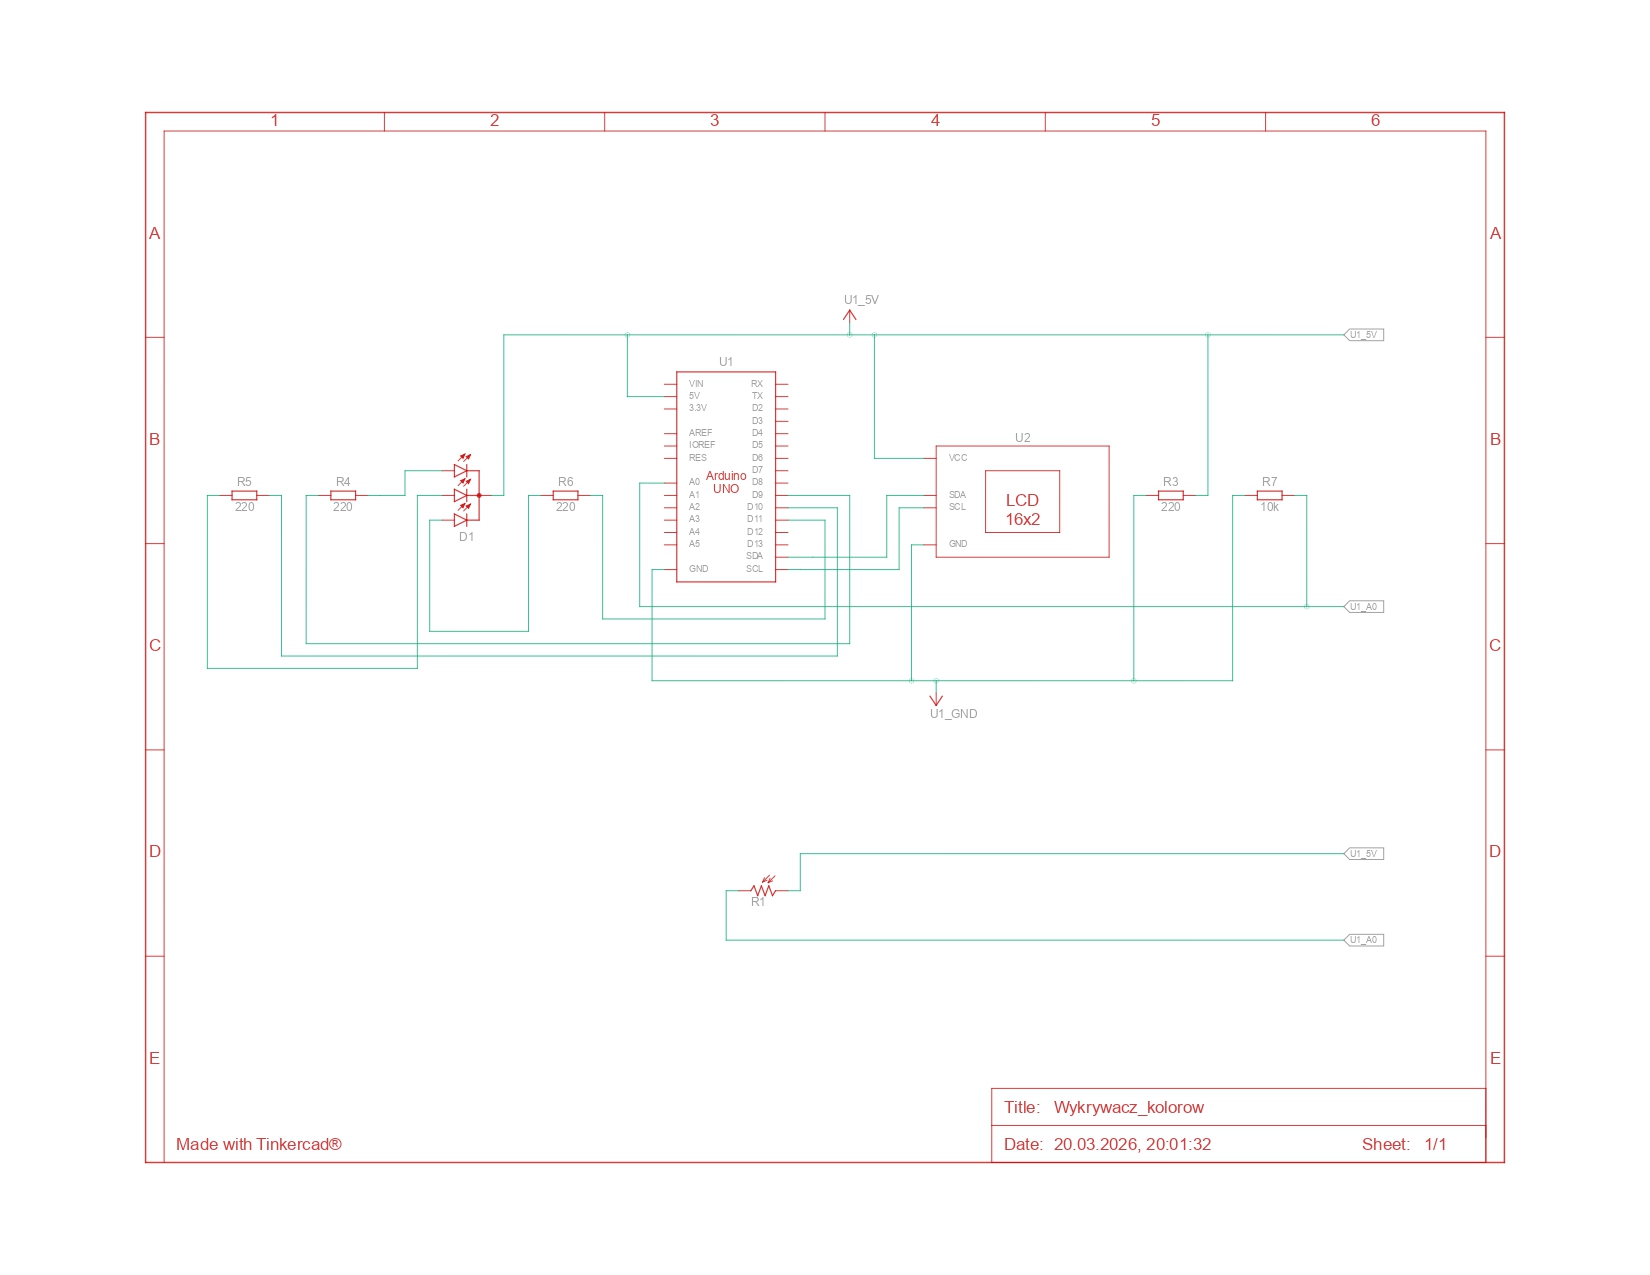 1 2 3 4 5 6
A A
U1_5V
U1_5V
U1
VIN RX
5V TX
3.3V D2
D3
AREF D4
IOREF D5
RES D6
D7
A0 D8
A1 D9
A2 D10
A3 D11
A4 D12
A5 D13
SDA
GND SCL
Arduino
UNO
B B
U2
VCC
SDA
SCL
GND
LCD
16x2
R5
220
R4
220
D1
R6
220
R3
220
R7
10k
U1_A0
C C
U1_GND
D D
U1_5V
R1
U1_A0
E E
Title: Wykrywacz_kolorow
Made with Tinkercad®
Date: 20.03.2026, 20:01:32 Sheet: 1/1